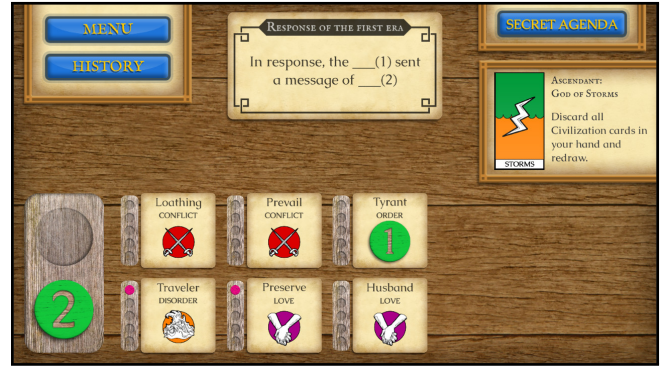 MENU
HISTORY
RESPONSE OF THE FIRST ERA
In response, the ___(1) sent
a message of ___(2)
SECRET AGENDA
ASCENDANT:
GOD OF STORMS
Discard all
Civilization cards in
your hand and
redraw.
STORMS
Loathing
CONFLICT
Prevail
CONFLICT
Tyrant
ORDER
1
2
Traveler
DISORDER
Preserve
LOVE
Husband
LOVE